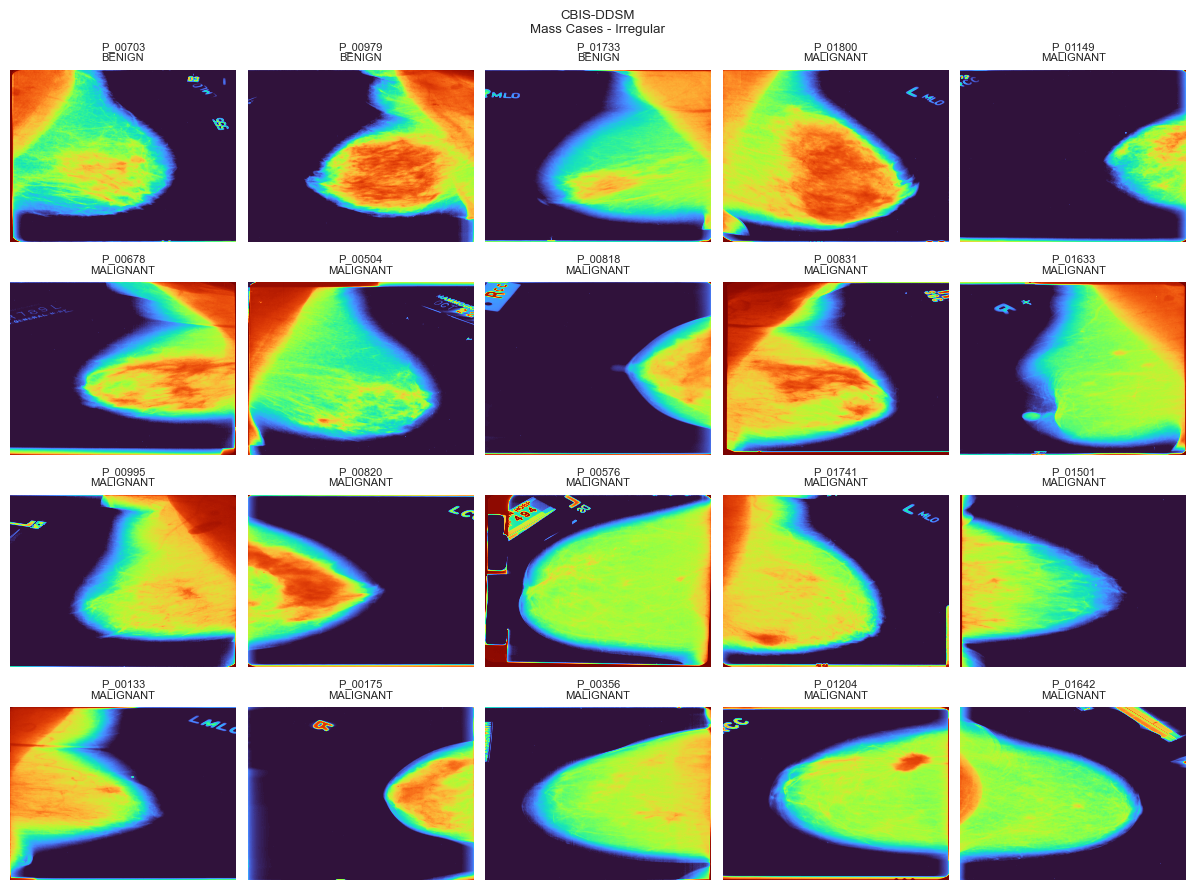 CBIS-DDSM
Mass Cases - Irregular
P_00703
BENIGN
P_00979
BENIGN
P_01733
BENIGN
P_01800
MALIGNANT
P_01149
MALIGNANT
MLO
L MLO
P_00678
MALIGNANT
P_00504
MALIGNANT
P_00818
MALIGNANT
P_00831
MALIGNANT
P_01633
MALIGNANT
P_00995
MALIGNANT
P_00820
MALIGNANT
P_00576
MALIGNANT
P_01741
MALIGNANT
P_01501
MALIGNANT
L MLO
P_00133
MALIGNANT
P_00175
MALIGNANT
P_00356
MALIGNANT
P_01204
MALIGNANT
P_01642
MALIGNANT